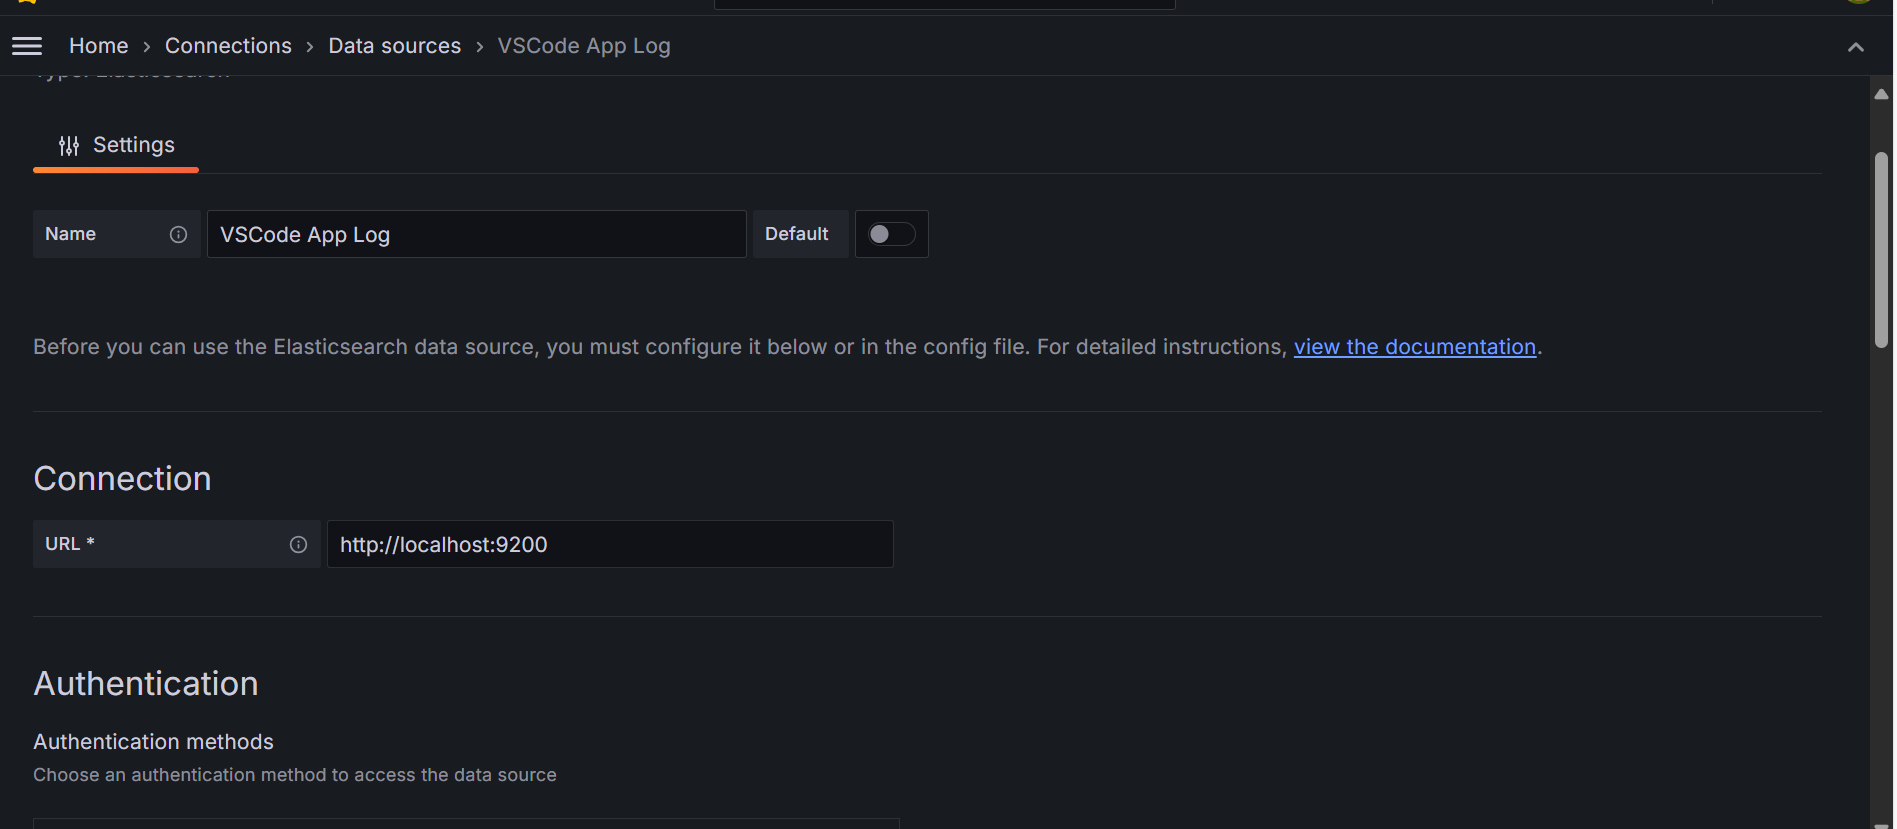 Home › Connections › Data sources › VSCode App Log
Type: Elasticsearch
Settings
Name VSCode App Log Default
Before you can use the Elasticsearch data source, you must configure it below or in the config file. For detailed instructions, view the documentation.
Connection
URL * http://localhost:9200
Authentication
Authentication methods
Choose an authentication method to access the data source